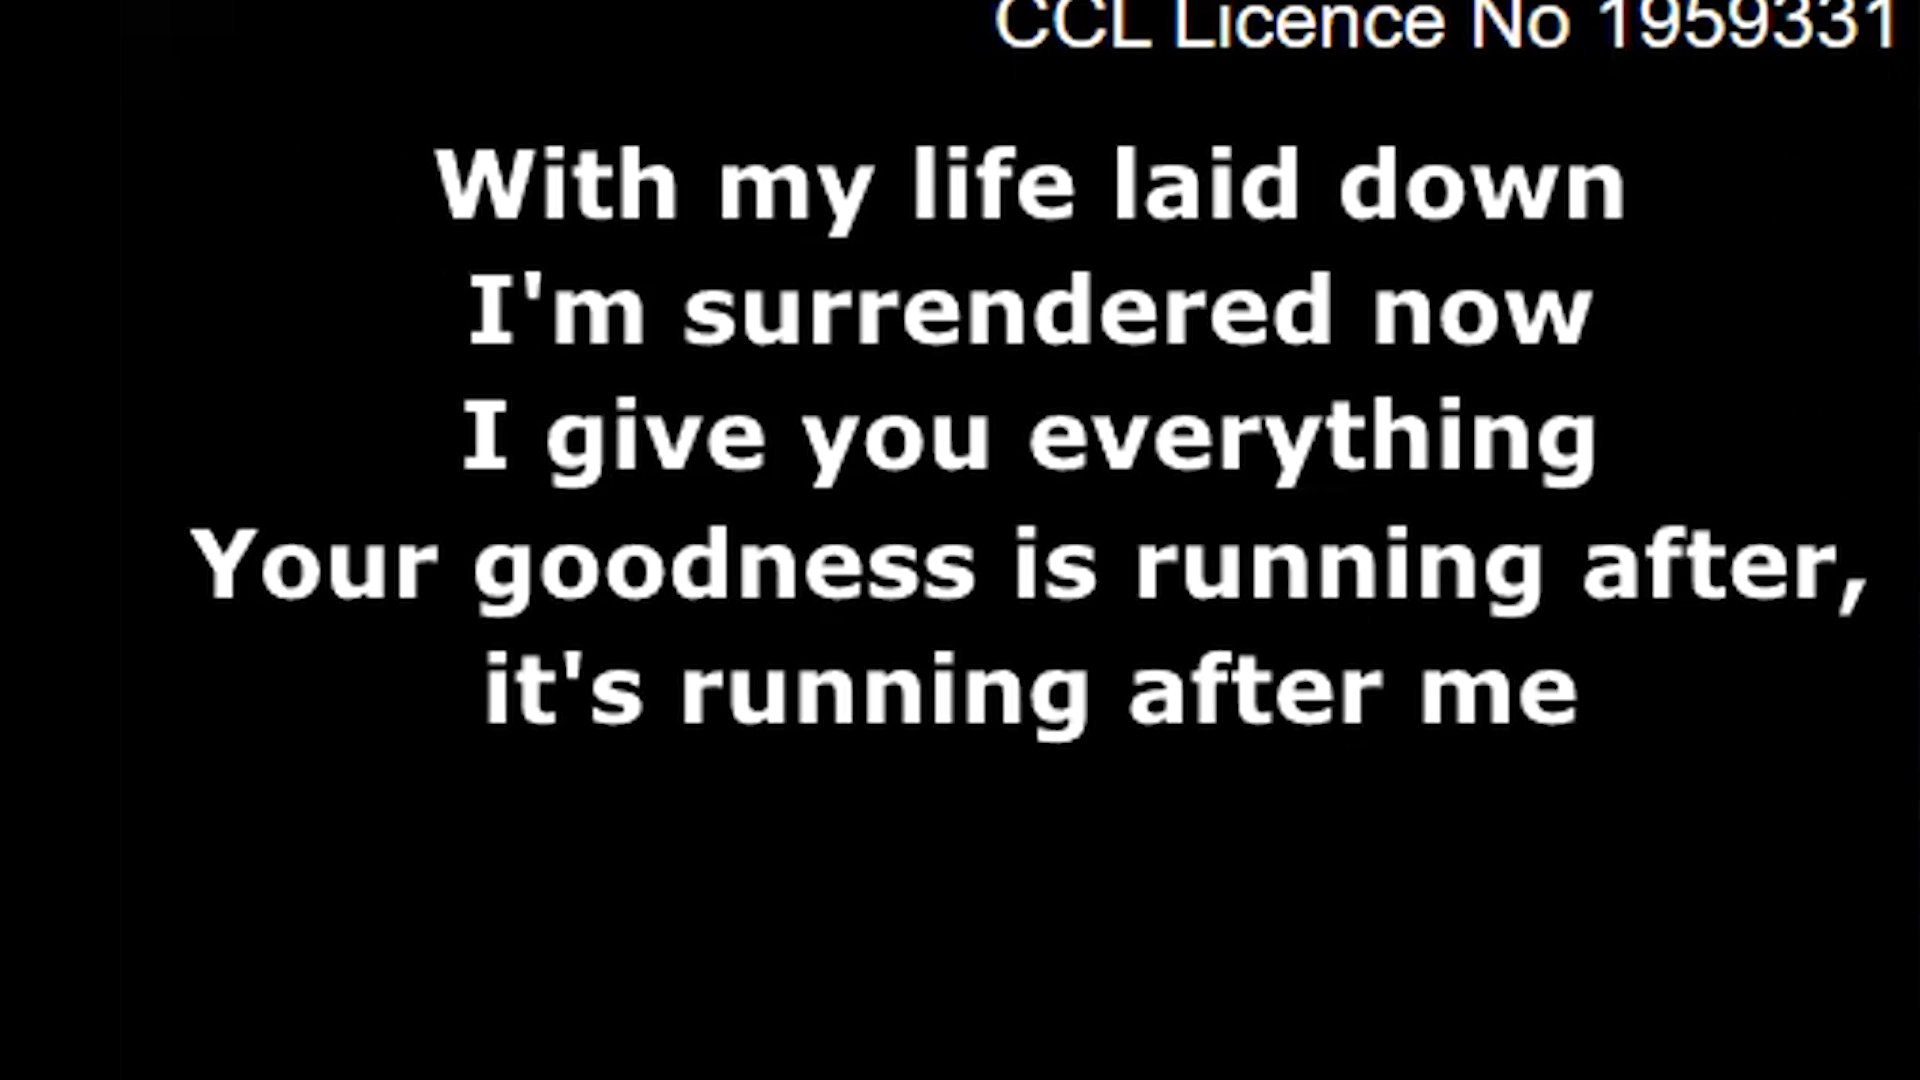 CCL Licence No 1959331
With my life laid down
I'm surrendered now
I give you everything
Your goodness is running after,
it's running after me